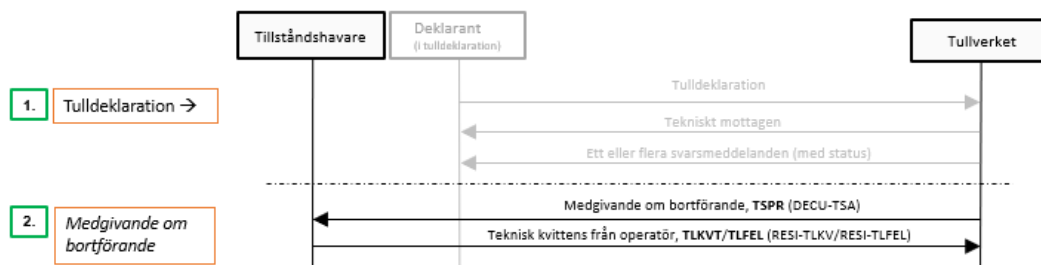 Tillståndshavare
Deklarant
(i tulldeklaration)
Tullverket
1.
Tulldeklaration →
Tulldeklaration
Tekniskt mottagen
Ett eller flera svarsmeddelanden (med status)
2.
Medgivande om
bortförande
Medgivande om bortförande, TSPR (DECU-TSA)
Teknisk kvittens från operatör, TLKVT/TLFEL (RESI-TLKV/RESI-TLFEL)